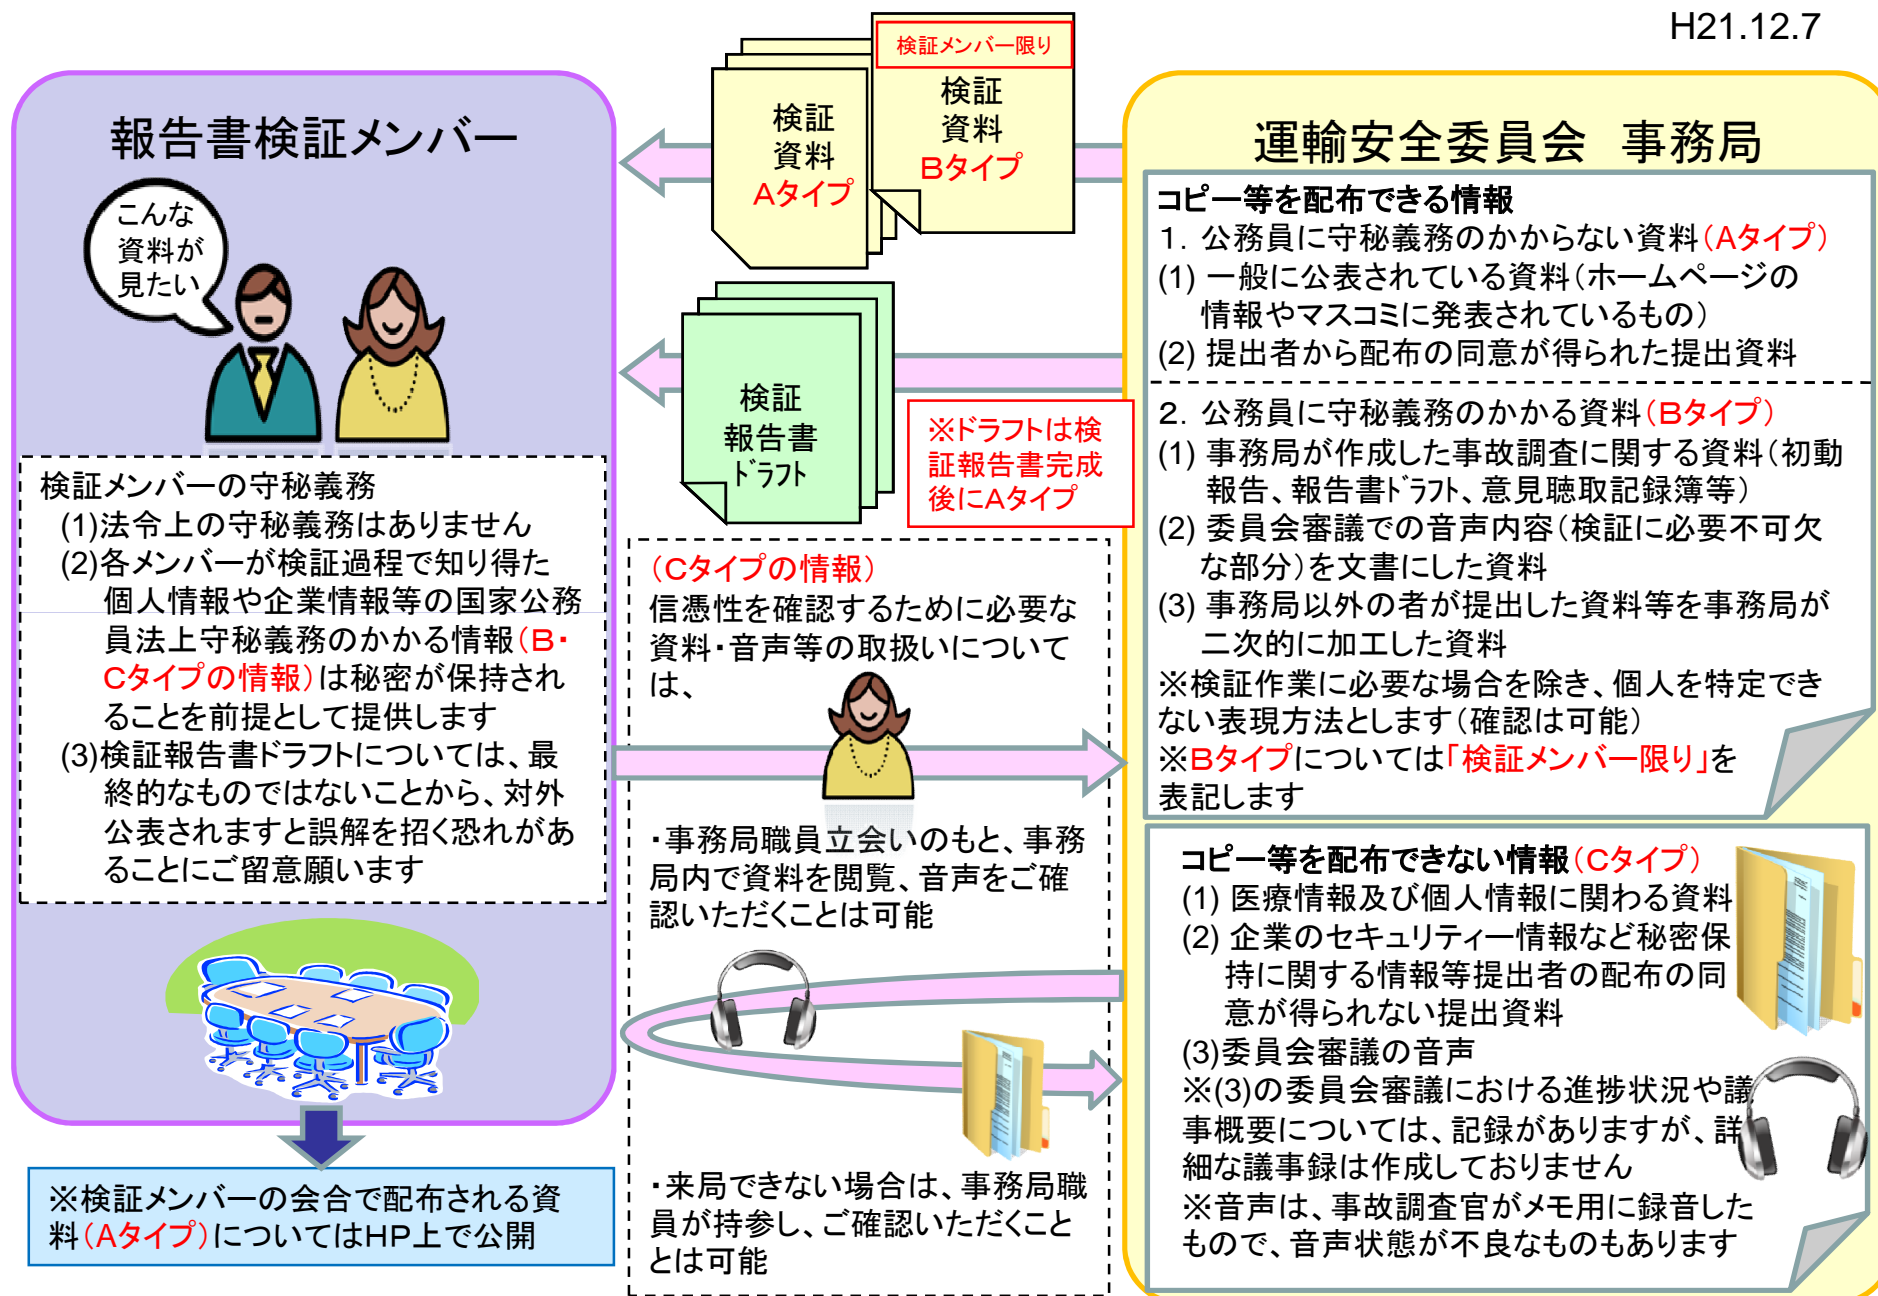 H21.12.7
報告書検証メンバー
こんな
資料が
見たい
検証メンバーの守秘義務
(1)法令上の守秘義務はありません
(2)各メンバーが検証過程で知り得た
個人情報や企業情報等の国家公務
員法上守秘義務のかかる情報(B・
Cタイプの情報)は秘密が保持され
ることを前提として提供します
(3)検証報告書ドラフトについては、最
終的なものではないことから、対外
公表されますと誤解を招く恐れがあ
ることにご留意願います
※検証メンバーの会合で配布される資
料(Aタイプ)についてはHP上で公開
検証
資料
Aタイプ
検証メンバー限り
検証
資料
Bタイプ
検証
報告書
ﾄﾞﾗﾌﾄ
※ドラフトは検
証報告書完成
後にAタイプ
(Cタイプの情報)
信憑性を確認するために必要な
資料・音声等の取扱いについて
は、
・事務局職員立会いのもと、事務
局内で資料を閲覧、音声をご確
認いただくことは可能
・来局できない場合は、事務局職
員が持参し、ご確認いただくこと
とは可能
運輸安全委員会　事務局
コピー等を配布できる情報
1. 公務員に守秘義務のかからない資料(Aタイプ)
(1) 一般に公表されている資料(ホームページの
情報やマスコミに発表されているもの)
(2) 提出者から配布の同意が得られた提出資料
2. 公務員に守秘義務のかかる資料(Bタイプ)
(1) 事務局が作成した事故調査に関する資料(初動
報告、報告書ﾄﾞﾗﾌﾄ、意見聴取記録簿等)
(2) 委員会審議での音声内容(検証に必要不可欠
な部分)を文書にした資料
(3) 事務局以外の者が提出した資料等を事務局が
二次的に加工した資料
※検証作業に必要な場合を除き、個人を特定でき
ない表現方法とします(確認は可能)
※Bタイプについては「検証メンバー限り」を
表記します
コピー等を配布できない情報(Cタイプ)
(1) 医療情報及び個人情報に関わる資料
(2) 企業のセキュリティー情報など秘密保
持に関する情報等提出者の配布の同
意が得られない提出資料
(3)委員会審議の音声
※(3)の委員会審議における進捗状況や議
事概要については、記録がありますが、詳
細な議事録は作成しておりません
※音声は、事故調査官がメモ用に録音した
もので、音声状態が不良なものもあります